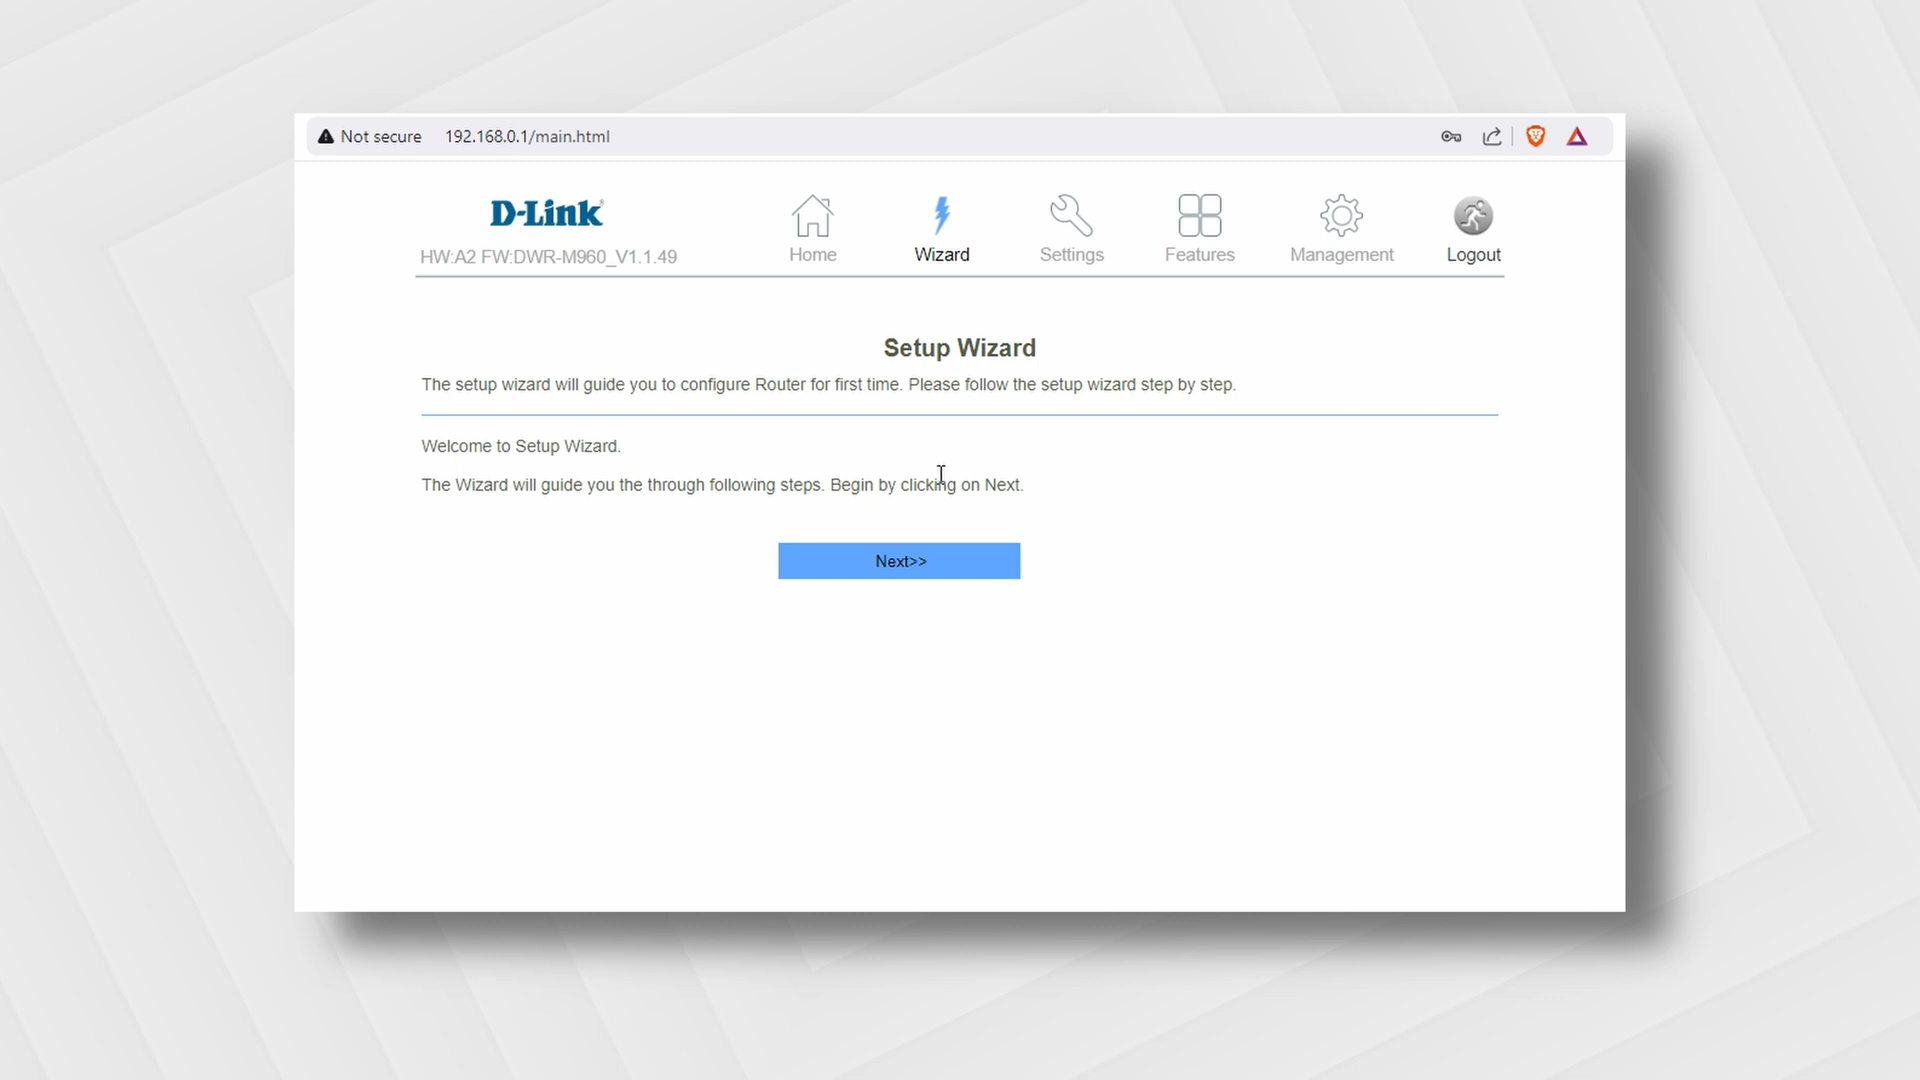 Not secure 192.168.0.1/main.html
D-Link
HW:A2 FW:DWR-M960_V1.1.49
Home
Wizard
Settings
Features
Management
Logout
Setup Wizard
The setup wizard will guide you to configure Router for first time. Please follow the setup wizard step by step.
Welcome to Setup Wizard.
The Wizard will guide you the through following steps. Begin by clicking on Next.
Next>>